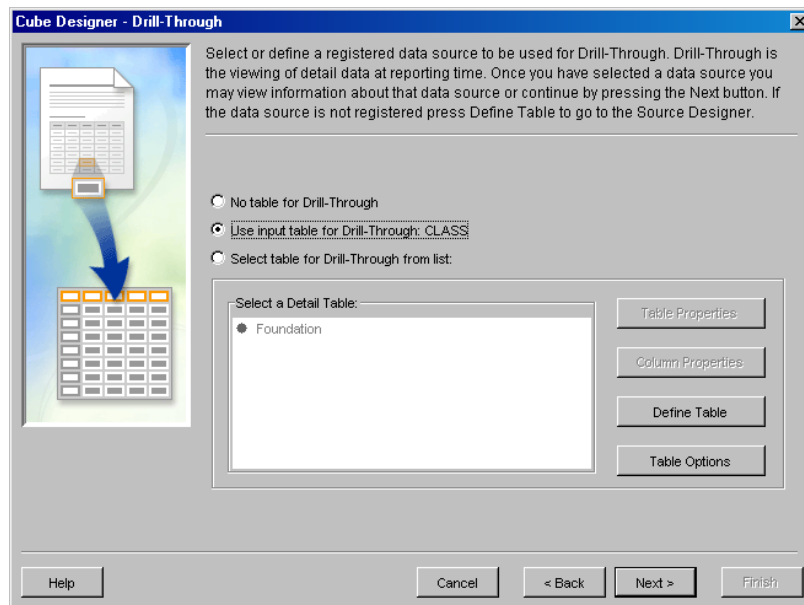 Cube Designer - Drill-Through
Select or define a registered data source to be used for Drill-Through. Drill-Through is
the viewing of detail data at reporting time. Once you have selected a data source you
may view information about that data source or continue by pressing the Next button. If
the data source is not registered press Define Table to go to the Source Designer.
No table for Drill-Through
Use input table for Drill-Through: CLASS
Select table for Drill-Through from list:
Select a Detail Table:
Foundation
Table Properties
Column Properties
Define Table
Table Options
Help
Cancel
< Back
Next >
Finish